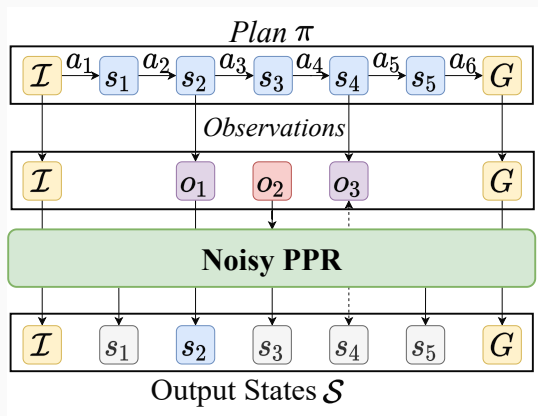 Plan π
a₁ a₂ a₃ a₄ a₅ a₆
𝓘 s₁ s₂ s₃ s₄ s₅ G
Observations
𝓘 o₁ o₂ o₃ G
Noisy PPR
𝓘 s₁ s₂ s₃ s₄ s₅ G
Output States 𝓢